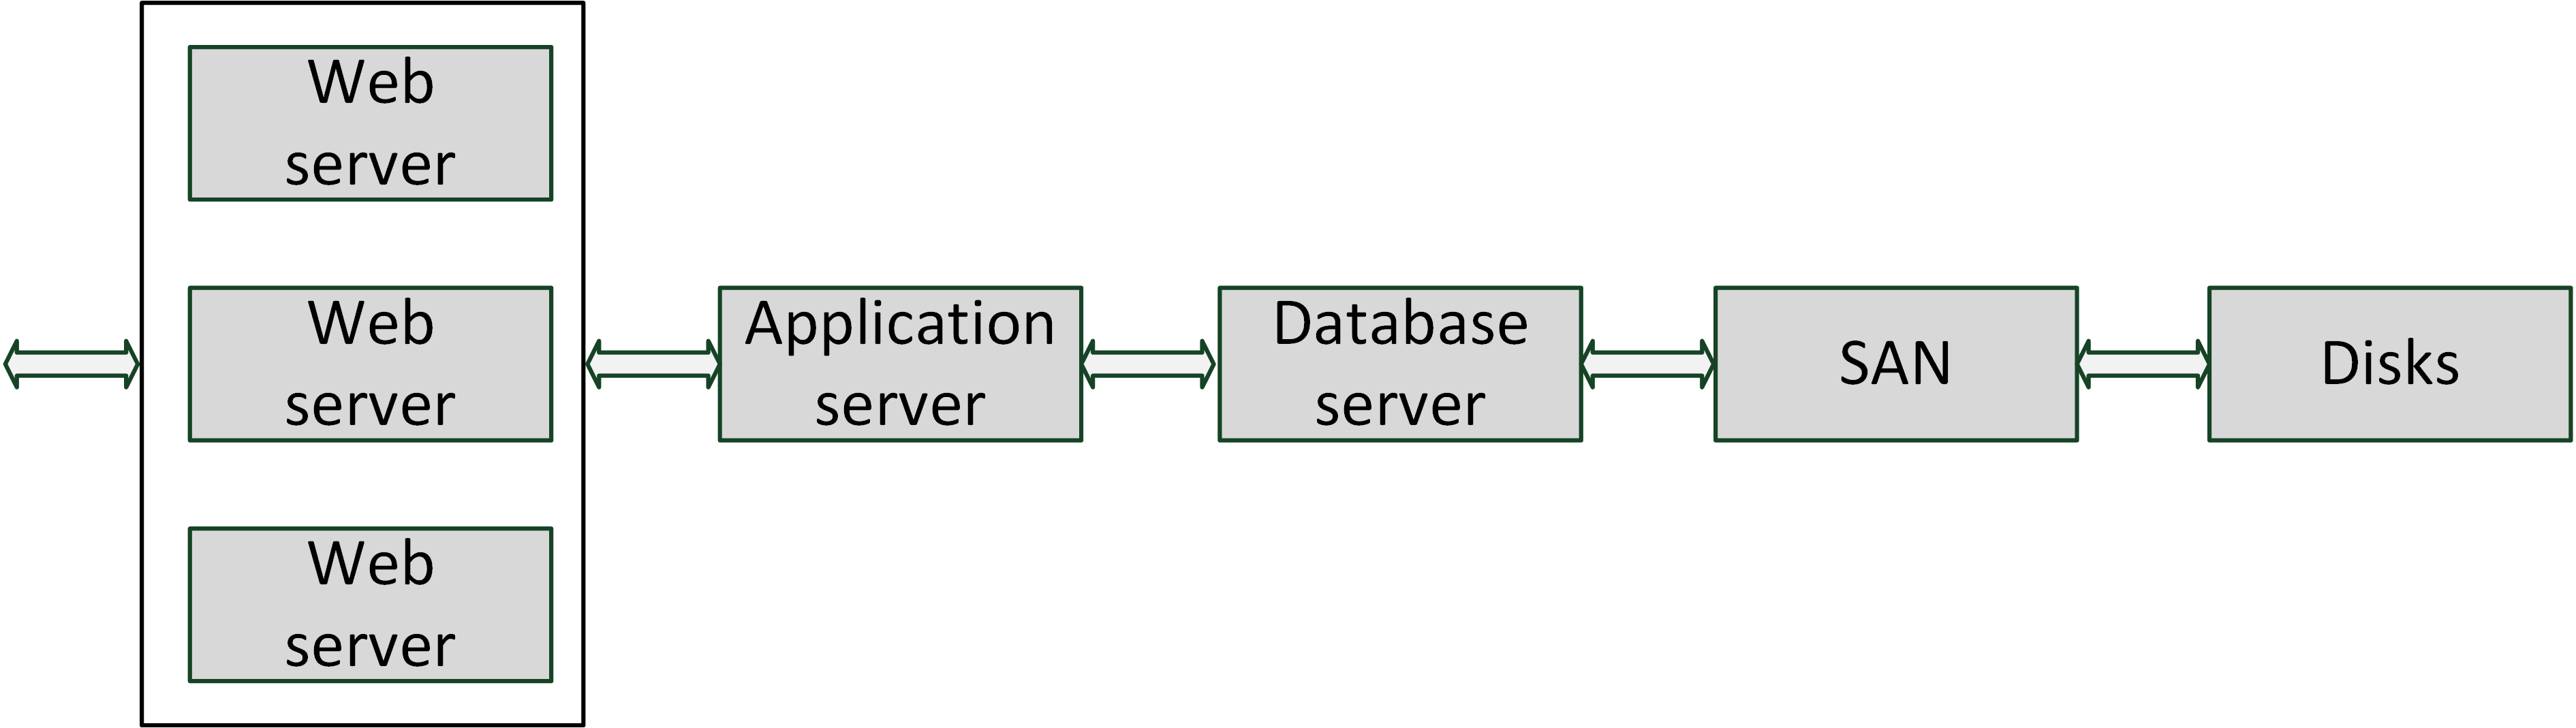 Web
server
Web
server
Web
server
Application
server
Database
server
SAN
Disks